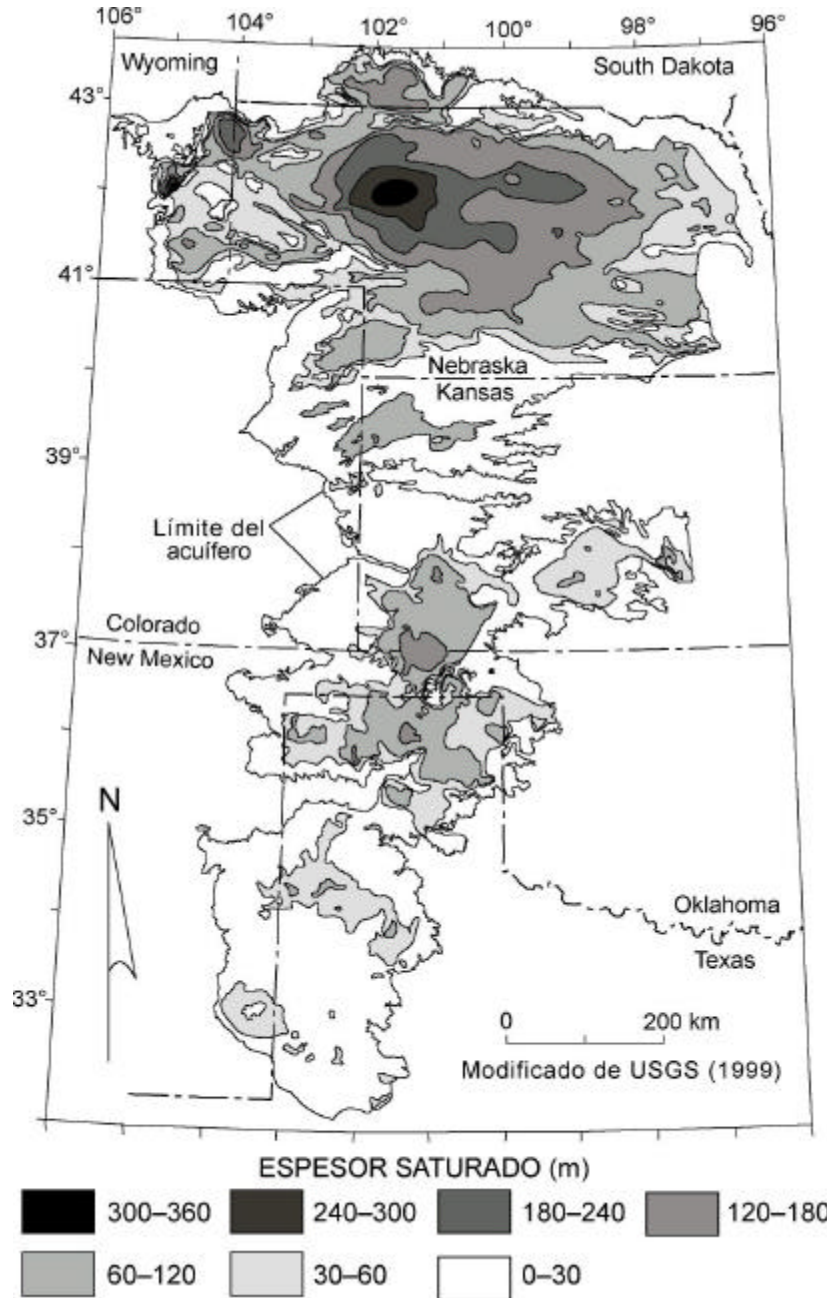 106° 104° 102° 100° 98° 96°
Wyoming
South Dakota
43°
41°
Nebraska
Kansas
39°
Límite del
acuífero
Colorado
37°
New Mexico
35°
N
Oklahoma
Texas
33°
0 200 km
Modificado de USGS (1999)
ESPESOR SATURADO (m)
300–360 240–300 180–240 120–180
60–120 30–60 0–30